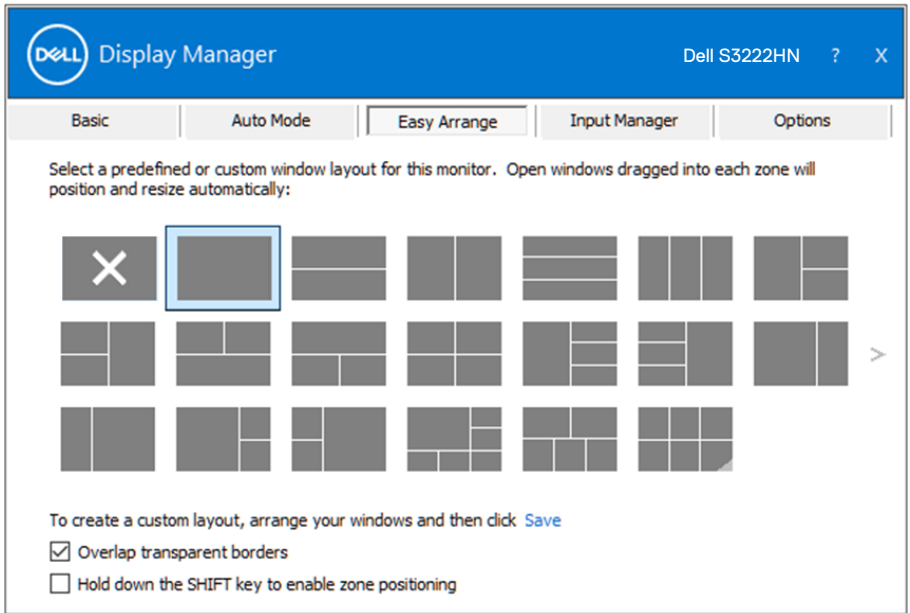 DELL Display Manager Dell S3222HN ? X
Basic Auto Mode Easy Arrange Input Manager Options
Select a predefined or custom window layout for this monitor. Open windows dragged into each zone will
position and resize automatically:
>
To create a custom layout, arrange your windows and then click Save
Overlap transparent borders
Hold down the SHIFT key to enable zone positioning